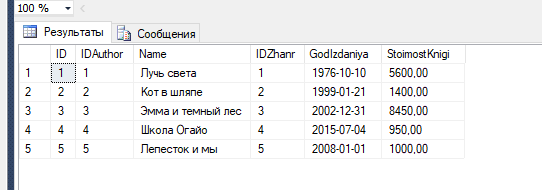 100 %
Результаты Сообщения
ID IDAuthor Name IDZhanr GodIzdaniya StoimostKnigi
1 1 1 Лучь света 1 1976-10-10 5600,00
2 2 2 Кот в шляпе 2 1999-01-21 1400,00
3 3 3 Эмма и темный лес 3 2002-12-31 8450,00
4 4 4 Школа Огайо 4 2015-07-04 950,00
5 5 5 Лепесток и мы 5 2008-01-01 1000,00